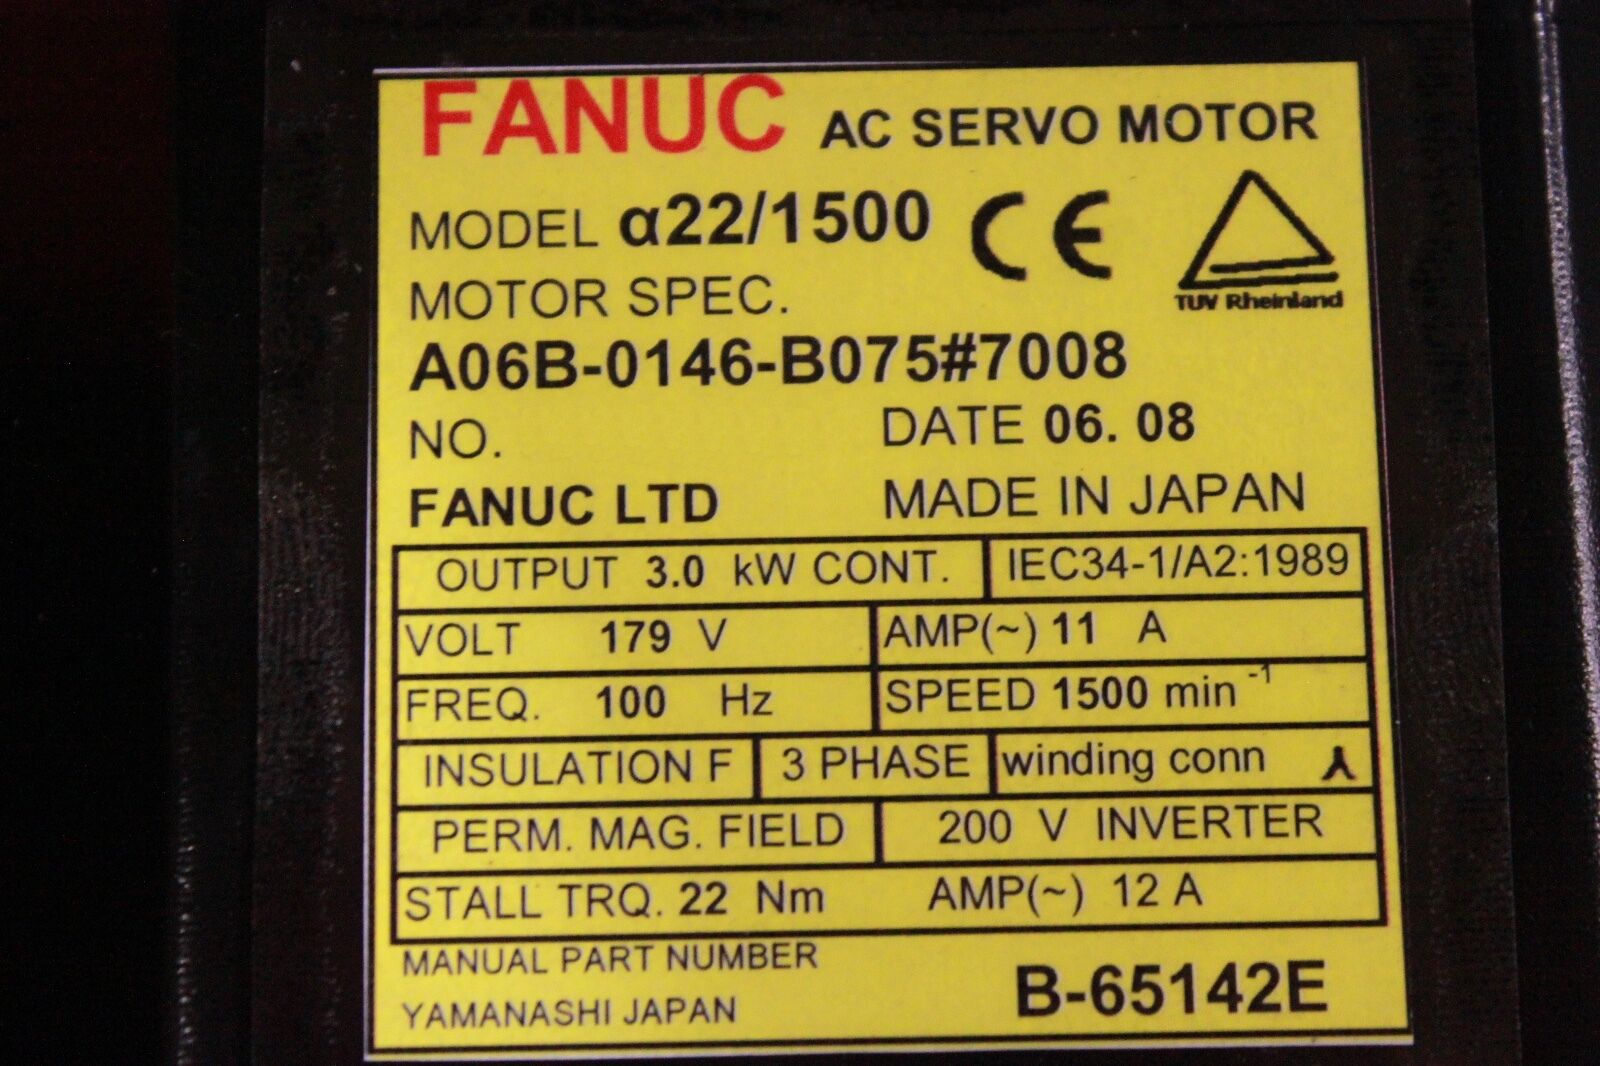 FANUC AC SERVO MOTOR
MODEL α22/1500 CE
TUV Rheinland
MOTOR SPEC.
A06B-0146-B075#7008
NO. DATE 06. 08
FANUC LTD MADE IN JAPAN
OUTPUT 3.0 kW CONT. IEC34-1/A2:1989
VOLT 179 V AMP(~) 11 A
FREQ. 100 Hz SPEED 1500 min⁻¹
INSULATION F 3 PHASE winding conn ⅄
PERM. MAG. FIELD 200 V INVERTER
STALL TRQ. 22 Nm AMP(~) 12 A
MANUAL PART NUMBER B-65142E
YAMANASHI JAPAN